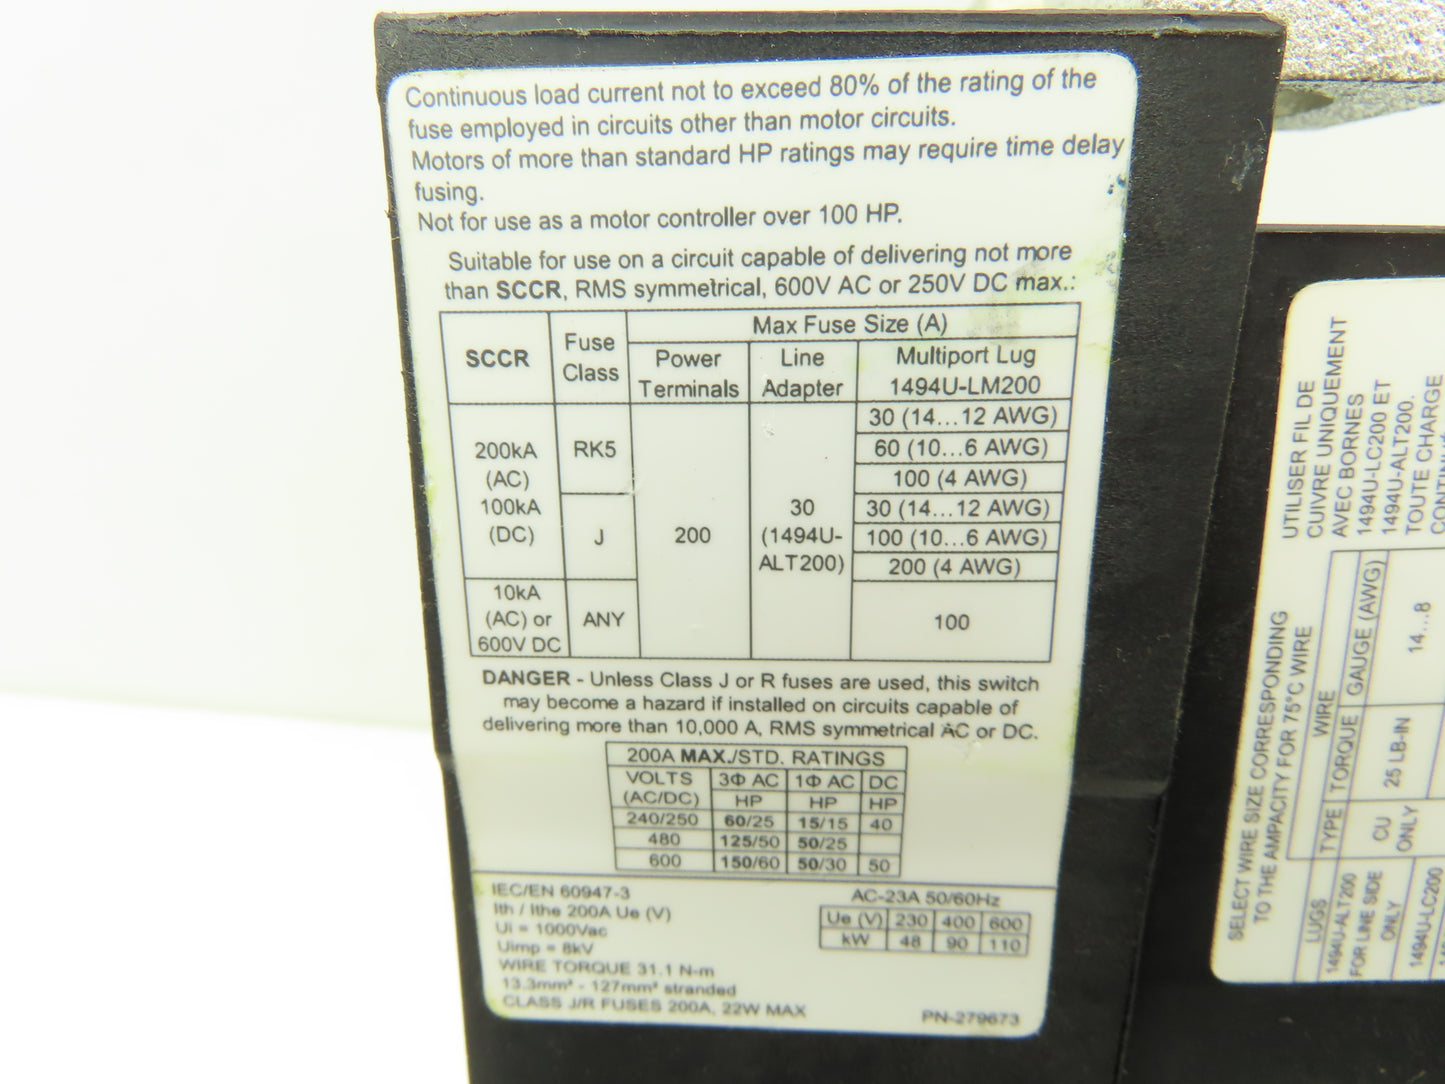 Continuous load current not to exceed 80% of the rating of the
fuse employed in circuits other than motor circuits.
Motors of more than standard HP ratings may require time delay
fusing.
Not for use as a motor controller over 100 HP.
Suitable for use on a circuit capable of delivering not more
than SCCR, RMS symmetrical, 600V AC or 250V DC max.:
SCCR Fuse Class Max Fuse Size (A)
Power Terminals Line Adapter Multiport Lug 1494U-LM200
200kA (AC) 100kA (DC) RK5 200 30 (1494U-ALT200) 30 (14...12 AWG)
60 (10...6 AWG)
100 (4 AWG)
J 30 (14...12 AWG)
100 (10...6 AWG)
200 (4 AWG)
10kA (AC) or 600V DC ANY 100
DANGER - Unless Class J or R fuses are used, this switch
may become a hazard if installed on circuits capable of
delivering more than 10,000 A, RMS symmetrical AC or DC.
200A MAX./STD. RATINGS
VOLTS (AC/DC) 3Φ AC 1Φ AC DC
HP HP HP
240/250 60/25 15/15 40
480 125/50 50/25
600 150/60 50/30 50
IEC/EN 60947-3
Ith / Ithe 200A Ue (V)
Ui = 1000Vac
Uimp = 8kV
WIRE TORQUE 31.1 N-m
13.3mm² - 127mm² stranded
CLASS J/R FUSES 200A, 22W MAX
AC-23A 50/60Hz
Ue (V) 230 400 600
kW 48 90 110
PN-279673
UTILISER FIL DE
CUIVRE UNIQUEMENT
AVEC BORNES
1494U-LC200 ET
1494U-ALT200.
TOUTE CHARGE
SELECT WIRE SIZE CORRESPONDING
TO THE AMPACITY FOR 75°C WIRE
LUGS WIRE TYPE TORQUE GAUGE (AWG)
1494U-ALT200
FOR LINE SIDE
ONLY
CU ONLY 25 LB-IN 14...8
1494U-LC200